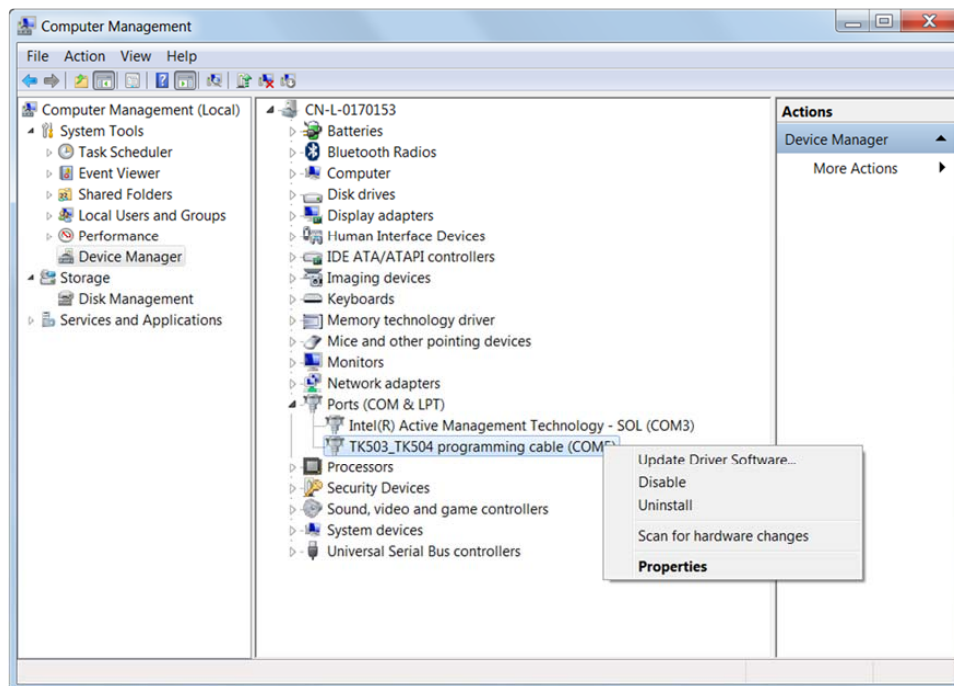 Computer Management
File Action View Help
Computer Management (Local)
System Tools
Task Scheduler
Event Viewer
Shared Folders
Local Users and Groups
Performance
Device Manager
Storage
Disk Management
Services and Applications
CN-L-0170153
Batteries
Bluetooth Radios
Computer
Disk drives
Display adapters
Human Interface Devices
IDE ATA/ATAPI controllers
Imaging devices
Keyboards
Memory technology driver
Mice and other pointing devices
Monitors
Network adapters
Ports (COM & LPT)
Intel(R) Active Management Technology - SOL (COM3)
TK503_TK504 programming cable (COM5)
Processors
Security Devices
Sound, video and game controllers
System devices
Universal Serial Bus controllers
Update Driver Software...
Disable
Uninstall
Scan for hardware changes
Properties
Actions
Device Manager
More Actions